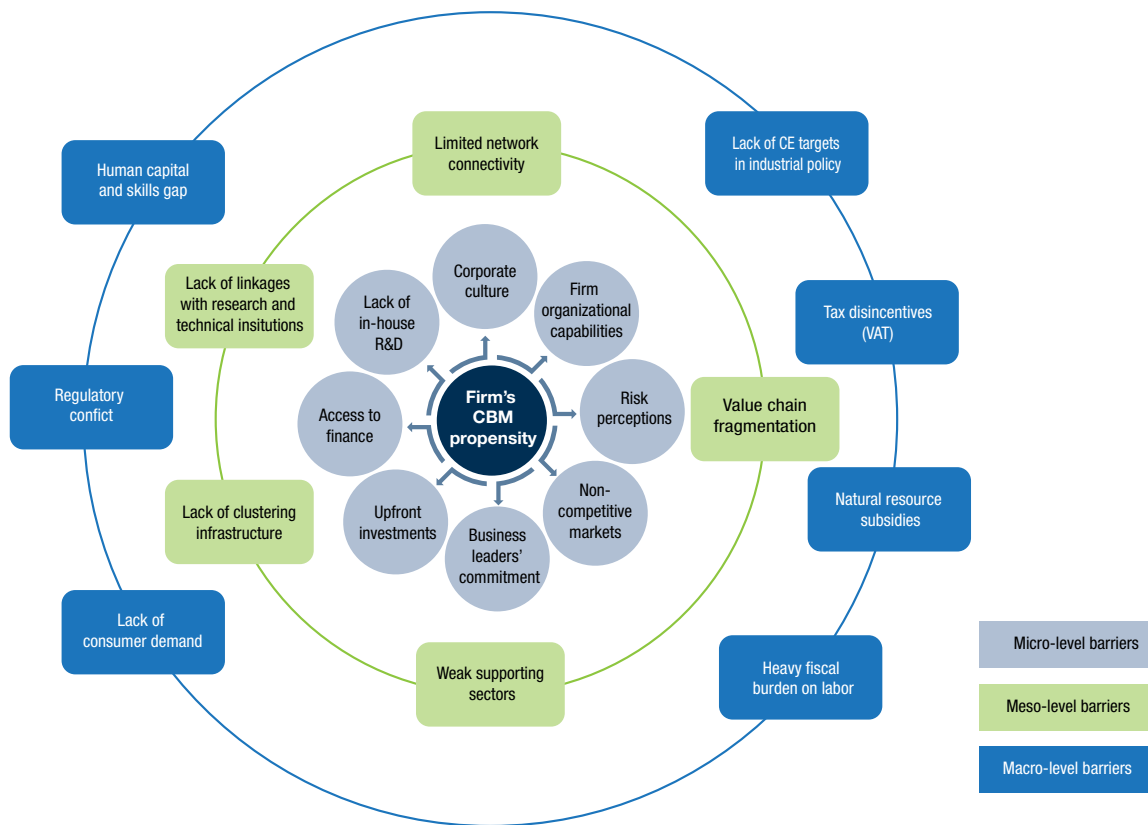 Limited network
connectivity
Lack of CE targets
in industrial policy
Human capital
and skills gap
Corporate
culture
Firm
organizational
capabilities
Lack of linkages
with research and
technical insitutions
Lack of
in-house
R&D
Tax disincentives
(VAT)
Regulatory
confict
Access to
finance
Firm's
CBM
propensity
Risk
perceptions
Value chain
fragmentation
Lack of clustering
infrastructure
Upfront
investments
Business
leaders’
commitment
Non-
competitive
markets
Natural resource
subsidies
Lack of
consumer demand
Weak supporting
sectors
Heavy fiscal
burden on labor
Micro-level barriers
Meso-level barriers
Macro-level barriers